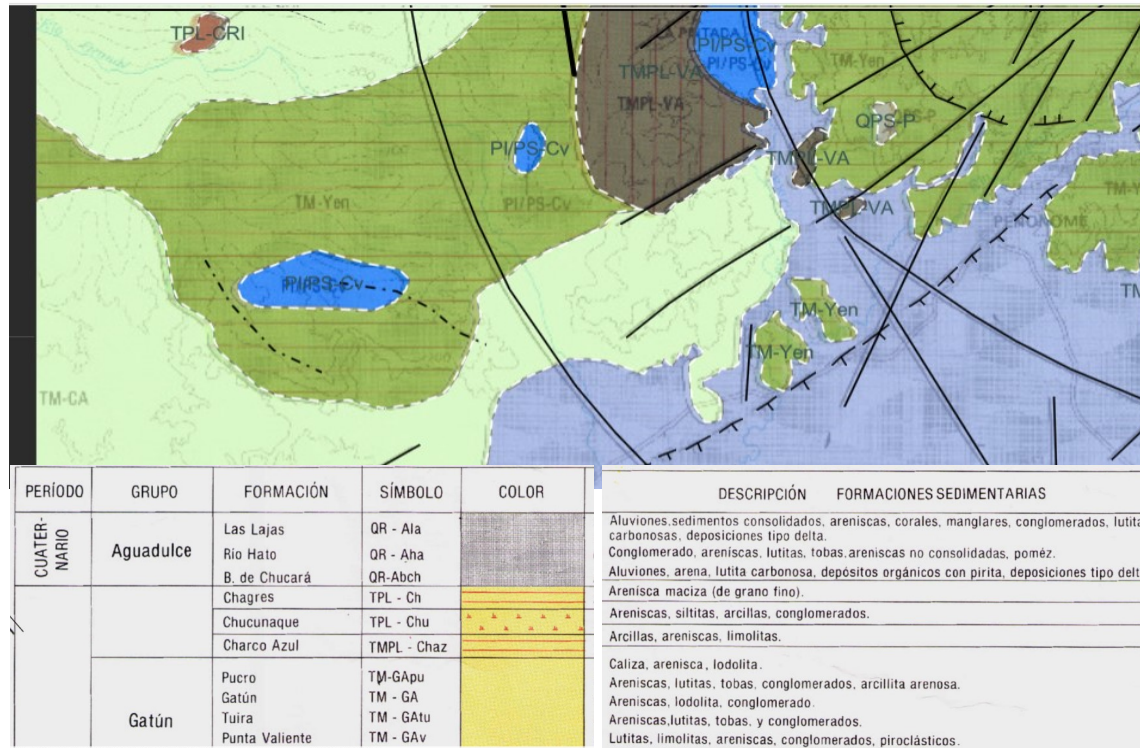 TPL-CRI
LA PINTADA
PI/PS-Cv
PI/PS-Cv
TMPL-VA
TMPL-VA
TM-Yen
QPS-P
QPS-P
PI/PS-Cv
TMPL-VA
TM-Yen
PI/PS-Cv
TMPL-VA
PENONOME
PI/PS-Cv
TM-Yen
TM-Yen
TM-CA
PERÍODO GRUPO FORMACIÓN SÍMBOLO COLOR
CUATER-
NARIO
Aguadulce
Las Lajas QR - Ala
Rio Hato QR - Aha
B. de Chucará QR-Abch
Chagres TPL - Ch
Chucunaque TPL - Chu
Charco Azul TMPL - Chaz
Gatún
Pucro TM-GApu
Gatún TM - GA
Tuira TM - GAtu
Punta Valiente TM - GAv
DESCRIPCIÓN FORMACIONES SEDIMENTARIAS
Aluviones,sedimentos consolidados, areniscas, corales, manglares, conglomerados, lutita
carbonosas, deposiciones tipo delta.
Conglomerado, areniscas, lutitas, tobas.areniscas no consolidadas, poméz.
Aluviones, arena, lutita carbonosa, depósitos orgánicos con pirita, deposiciones tipo delt
Arenisca maciza (de grano fino).
Areniscas, siltitas, arcillas, conglomerados.
Arcillas, areniscas, limolitas.
Caliza, arenisca, lodolita.
Areniscas, lutitas, tobas, conglomerados, arcillita arenosa.
Areniscas, lodolita, conglomerado.
Areniscas,lutitas, tobas, y conglomerados.
Lutitas, limolitas, areniscas, conglomerados, piroclásticos.